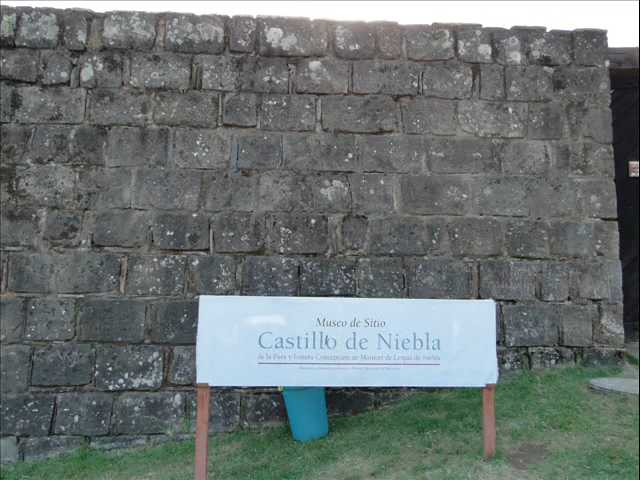 Museo de Sitio
Castillo de Niebla
de la Pura y Limpia Concepción de Monfort de Lemus de Niebla